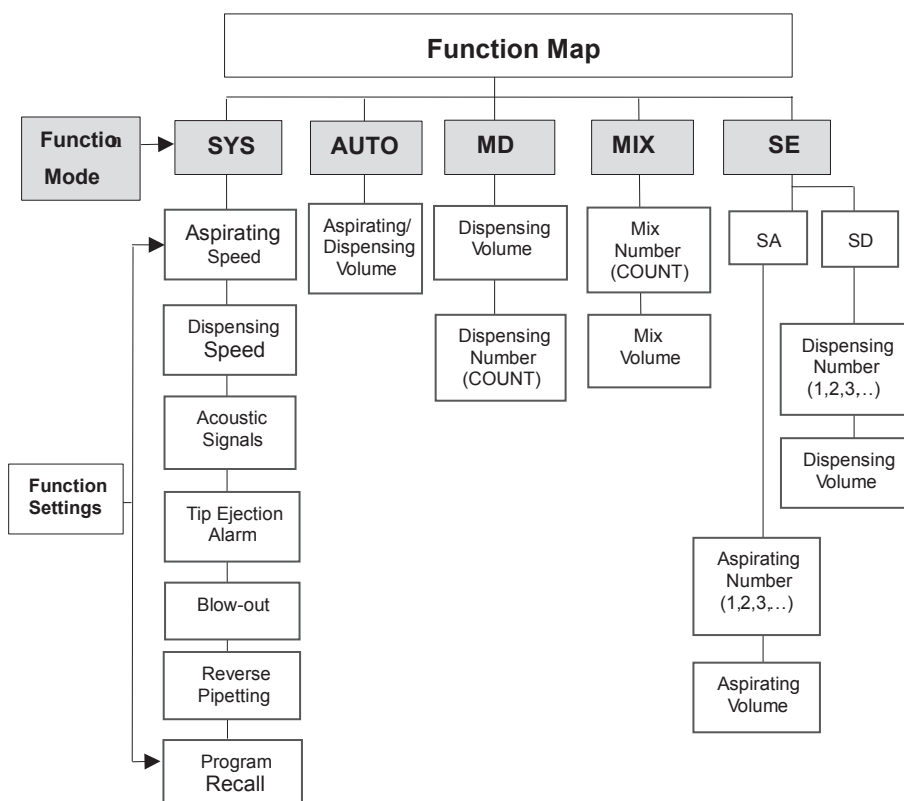 Function Map
Function
Mode
SYS
AUTO
MD
MIX
SE
Aspirating
Speed
Aspirating/
Dispensing
Volume
Dispensing
Volume
Mix
Number
(COUNT)
SA
SD
Dispensing
Speed
Dispensing
Number
(COUNT)
Mix
Volume
Dispensing
Number
(1,2,3,..)
Acoustic
Signals
Dispensing
Volume
Function
Settings
Tip Ejection
Alarm
Aspirating
Number
(1,2,3,..)
Blow-out
Reverse
Pipetting
Aspirating
Volume
Program
Recall